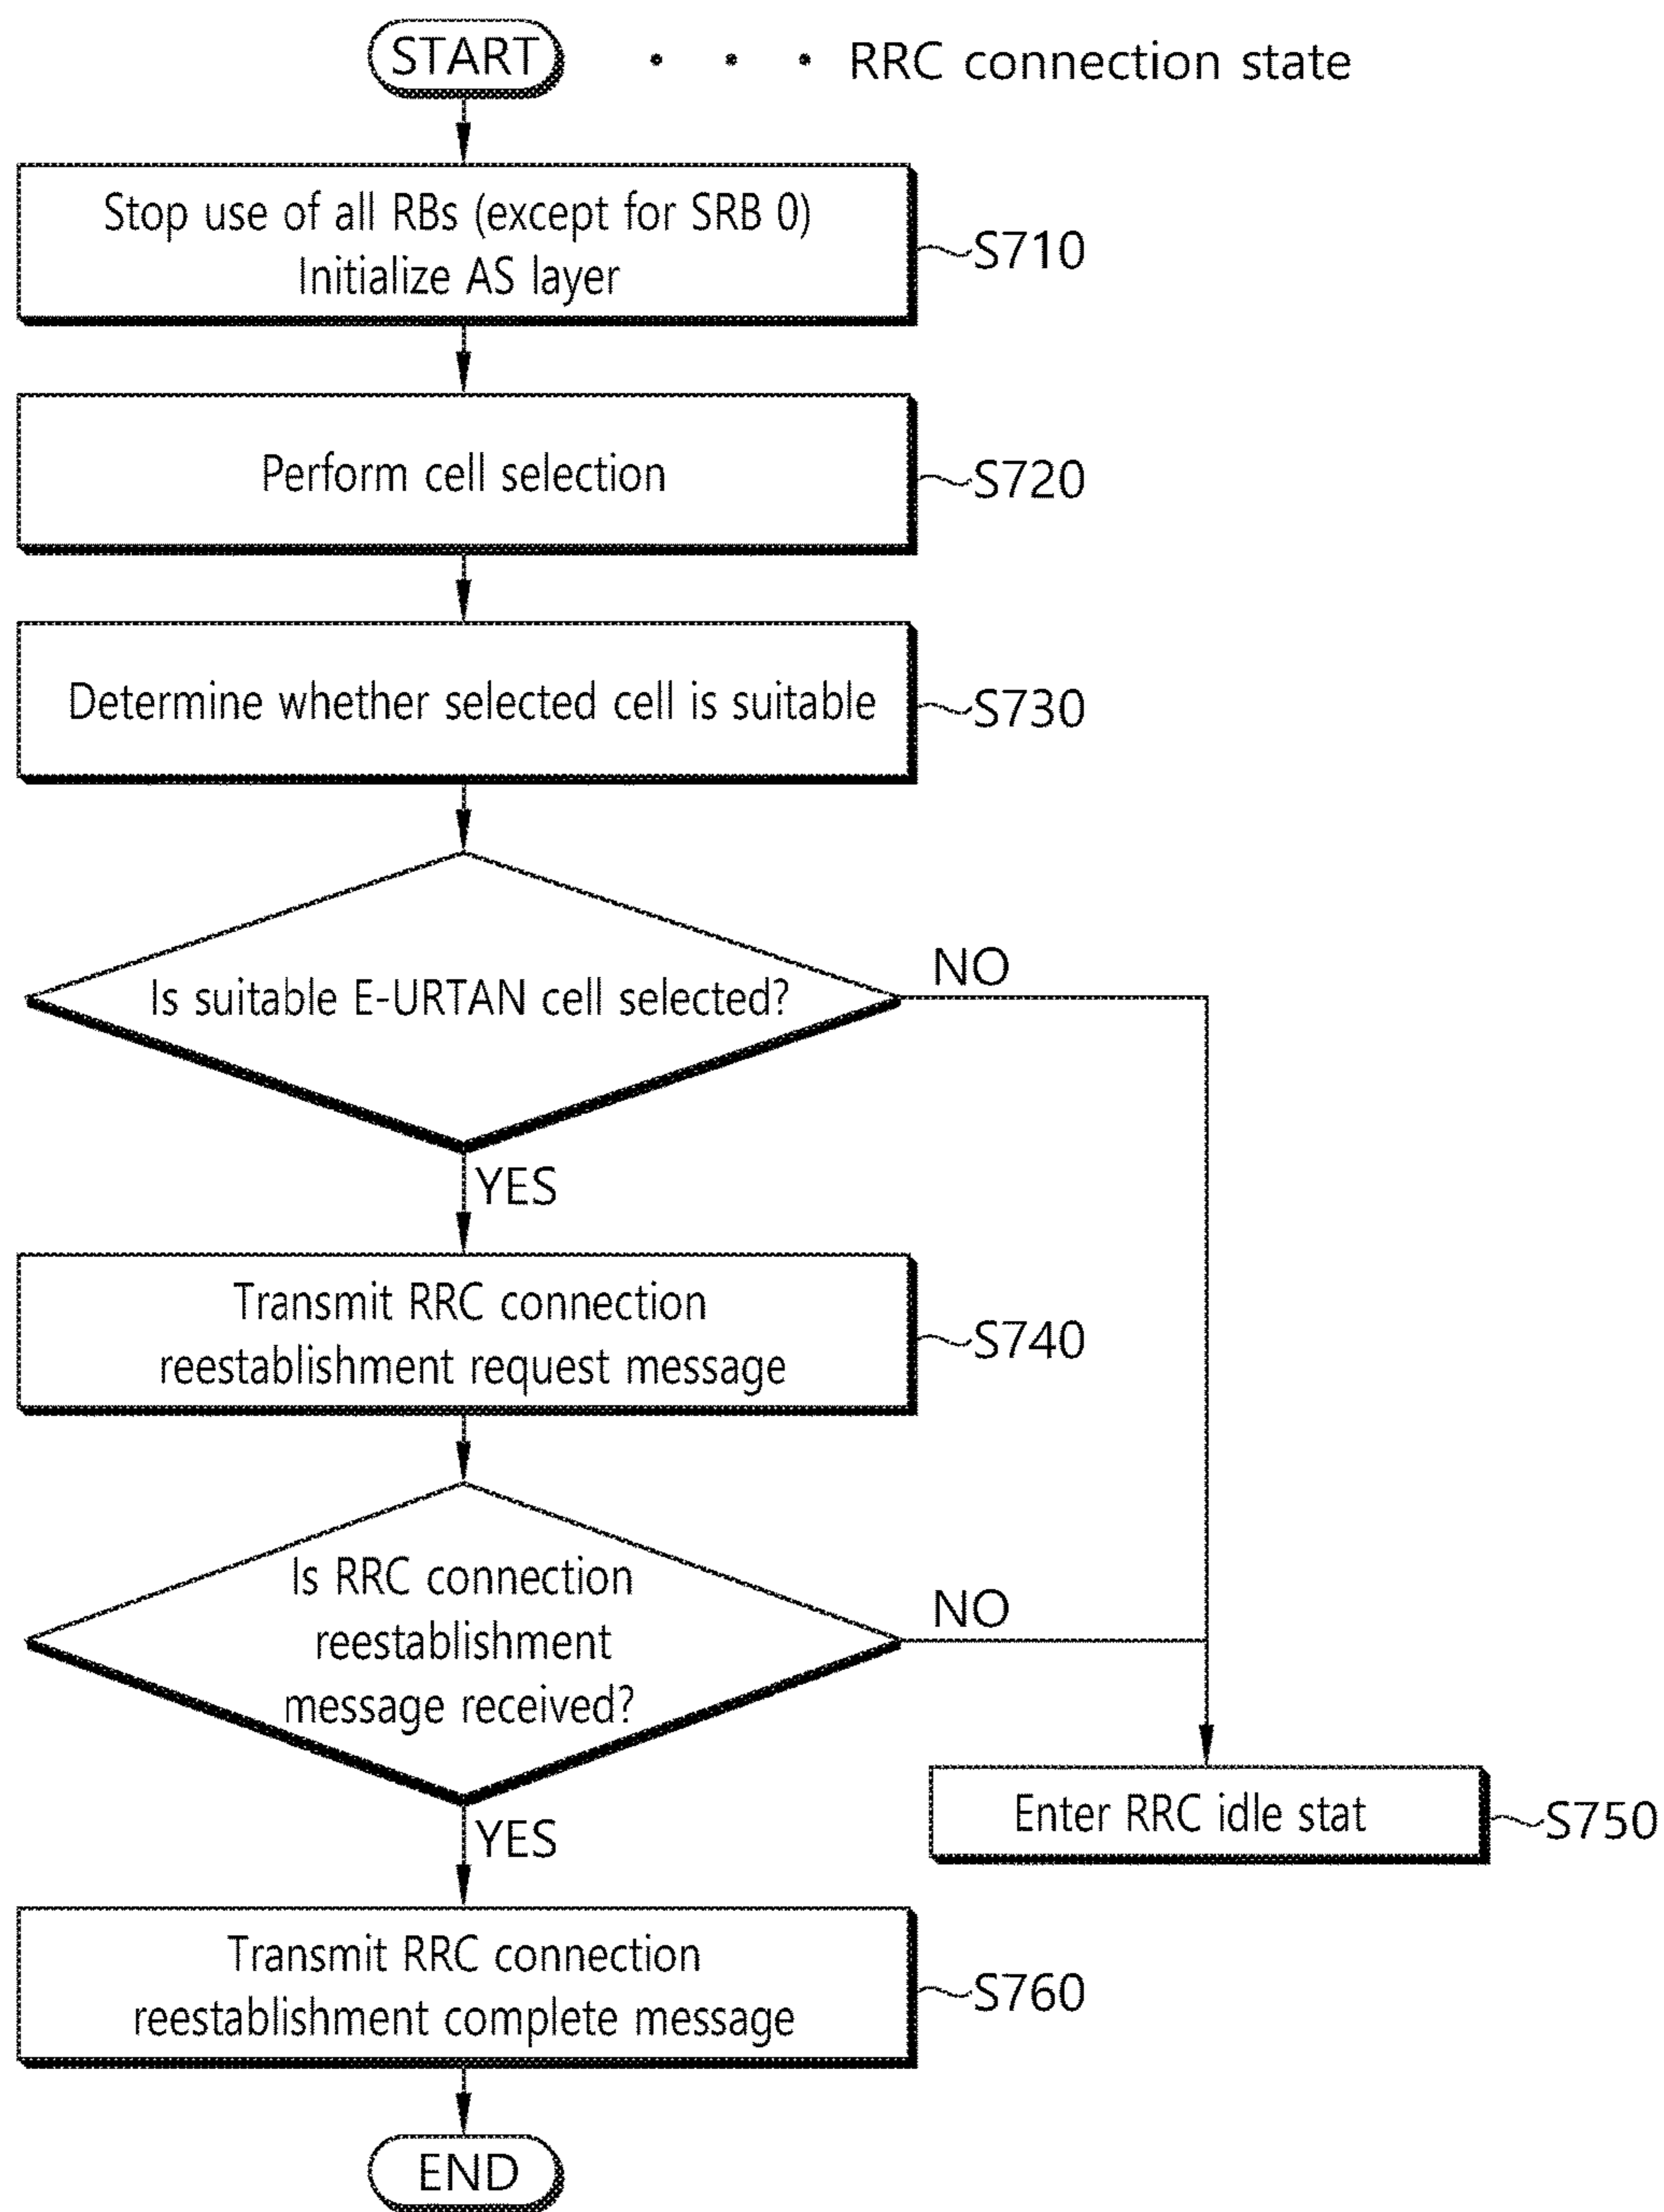 START
· · · RRC connection state
Stop use of all RBs (except for SRB 0)
Initialize AS layer
S710
Perform cell selection
S720
Determine whether selected cell is suitable
S730
Is suitable E-URTAN cell selected?
NO
YES
Transmit RRC connection
reestablishment request message
S740
Is RRC connection
reestablishment
message received?
NO
YES
Enter RRC idle stat
S750
Transmit RRC connection
reestablishment complete message
S760
END